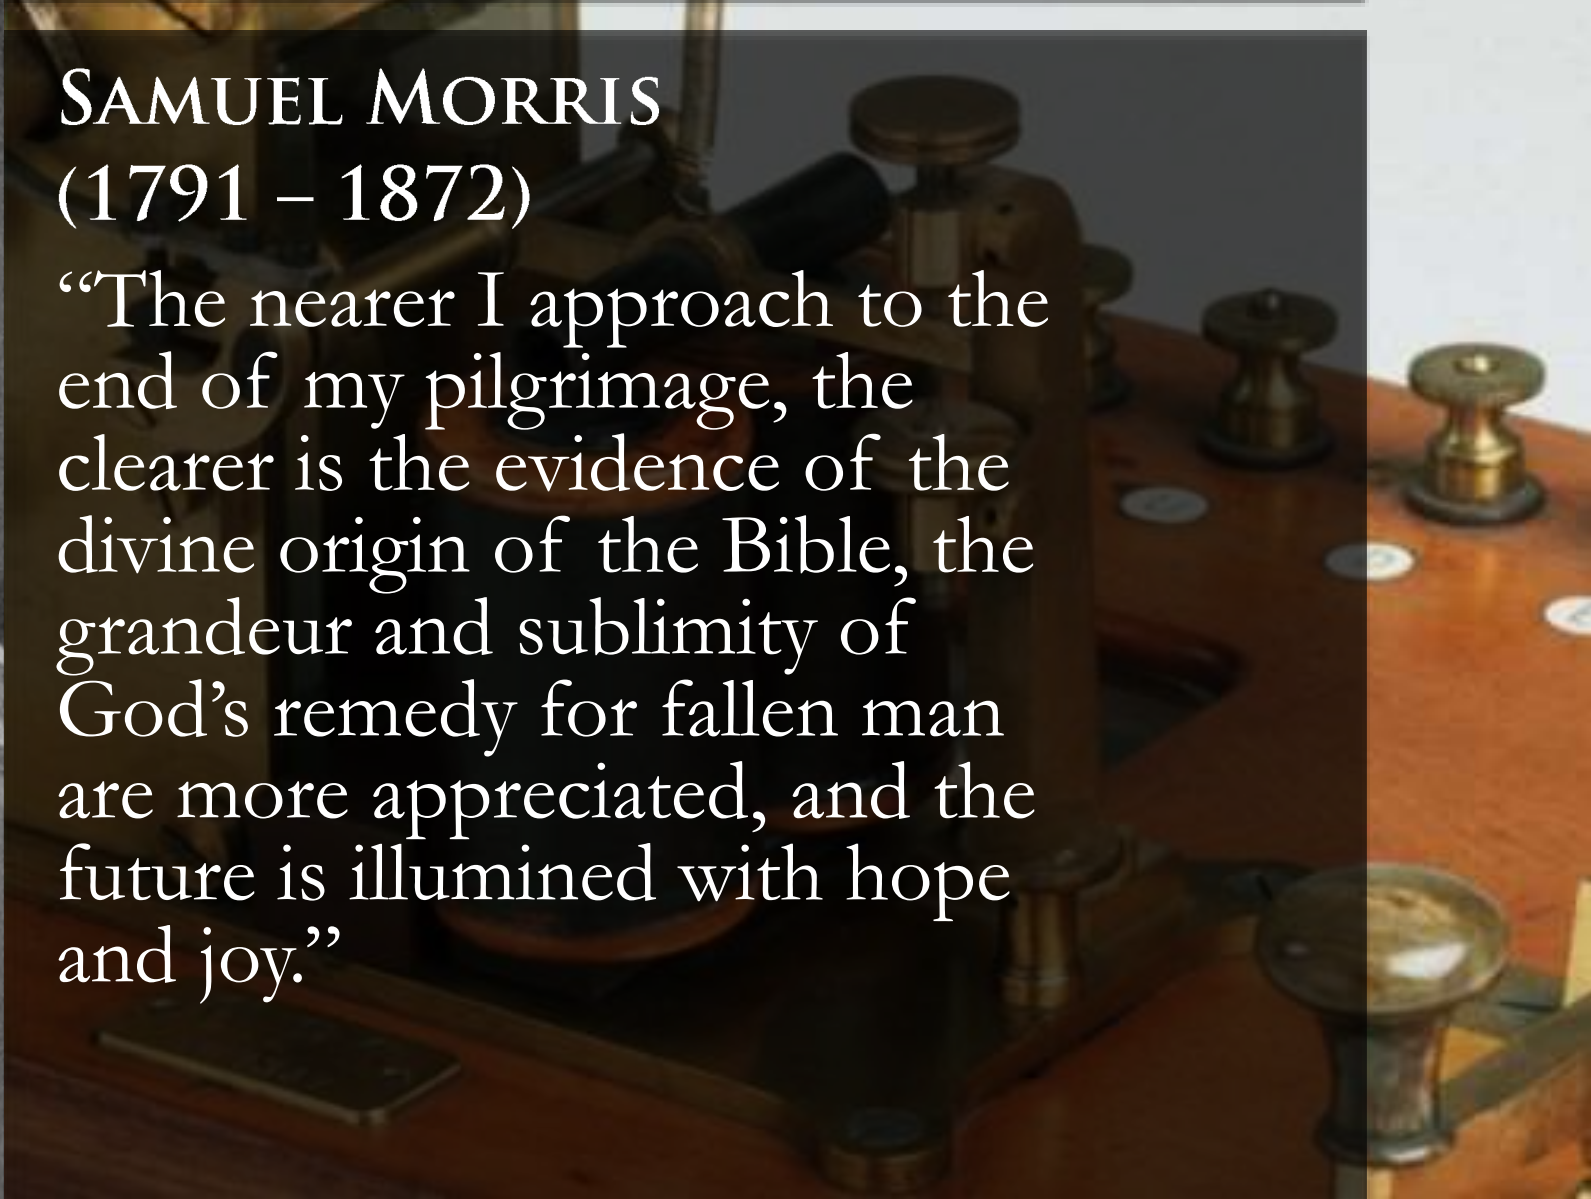 SAMUEL MORRIS
(1791 – 1872)
“The nearer I approach to the
end of my pilgrimage, the
clearer is the evidence of the
divine origin of the Bible, the
grandeur and sublimity of
God’s remedy for fallen man
are more appreciated, and the
future is illumined with hope
and joy.”